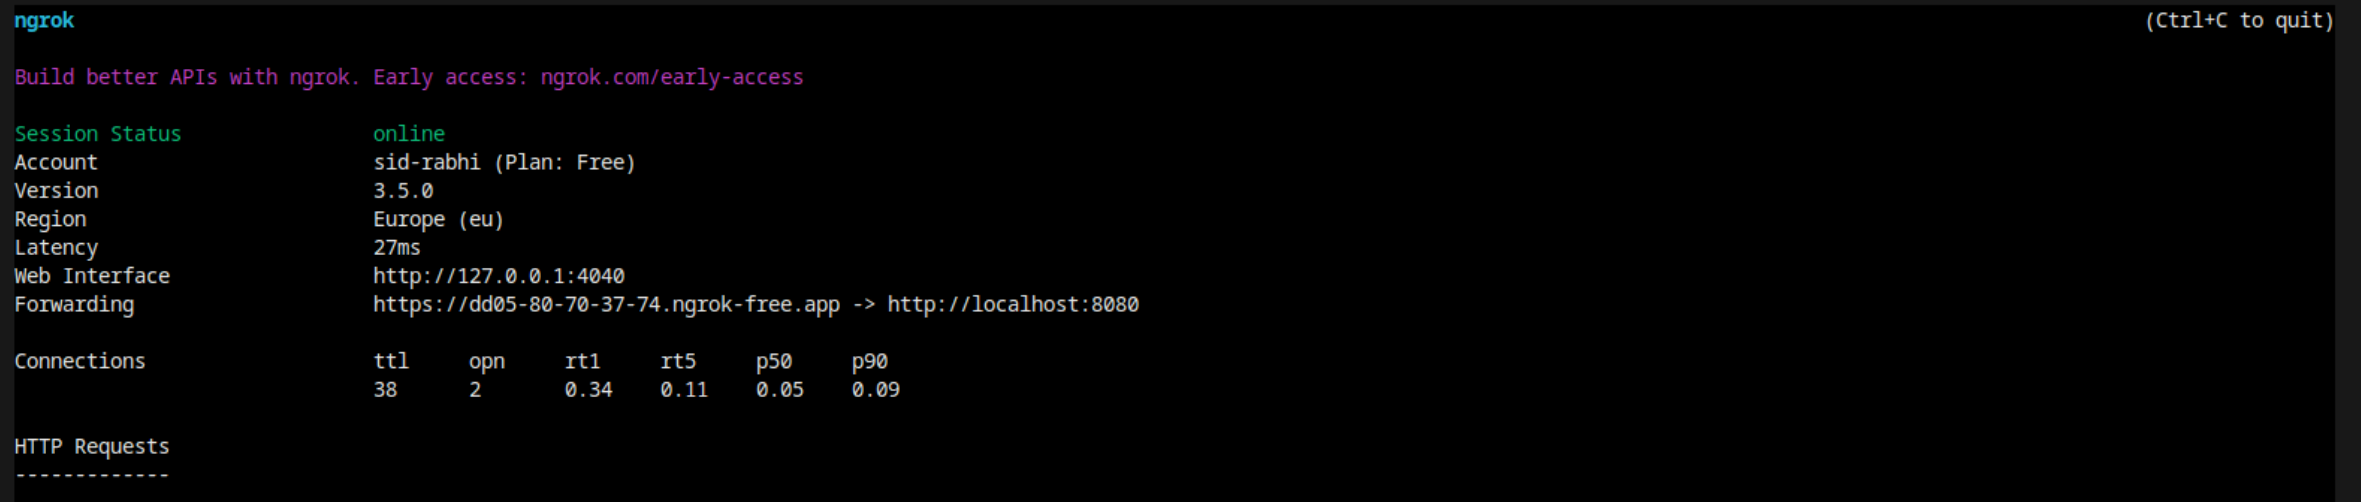 ngrok (Ctrl+C to quit)
Build better APIs with ngrok. Early access: ngrok.com/early-access
Session Status online
Account sid-rabhi (Plan: Free)
Version 3.5.0
Region Europe (eu)
Latency 27ms
Web Interface http://127.0.0.1:4040
Forwarding https://dd05-80-70-37-74.ngrok-free.app -> http://localhost:8080
Connections ttl opn rt1 rt5 p50 p90
38 2 0.34 0.11 0.05 0.09
HTTP Requests
-------------